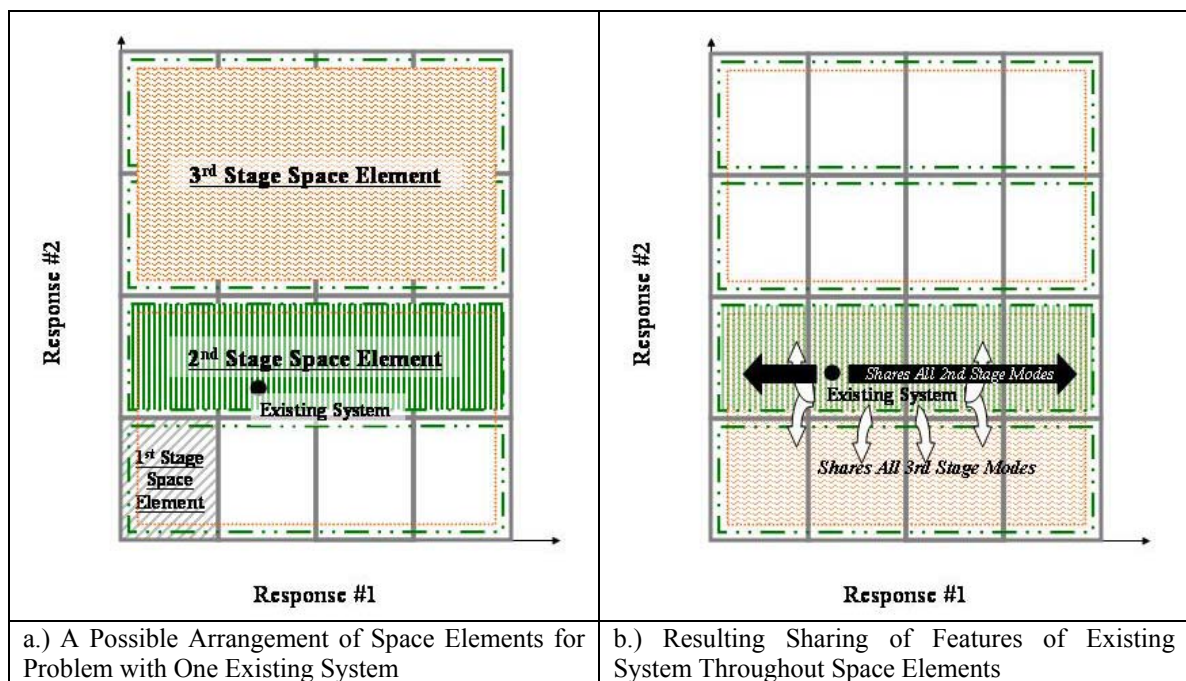 3rd Stage Space Element
2nd Stage Space Element
Existing System
1st Stage
Space
Element
Response #2
Response #1
Shares All 2nd Stage Modes
Existing System
Shares All 3rd Stage Modes
Response #2
Response #1
a.) A Possible Arrangement of Space Elements for
Problem with One Existing System
b.) Resulting Sharing of Features of Existing
System Throughout Space Elements